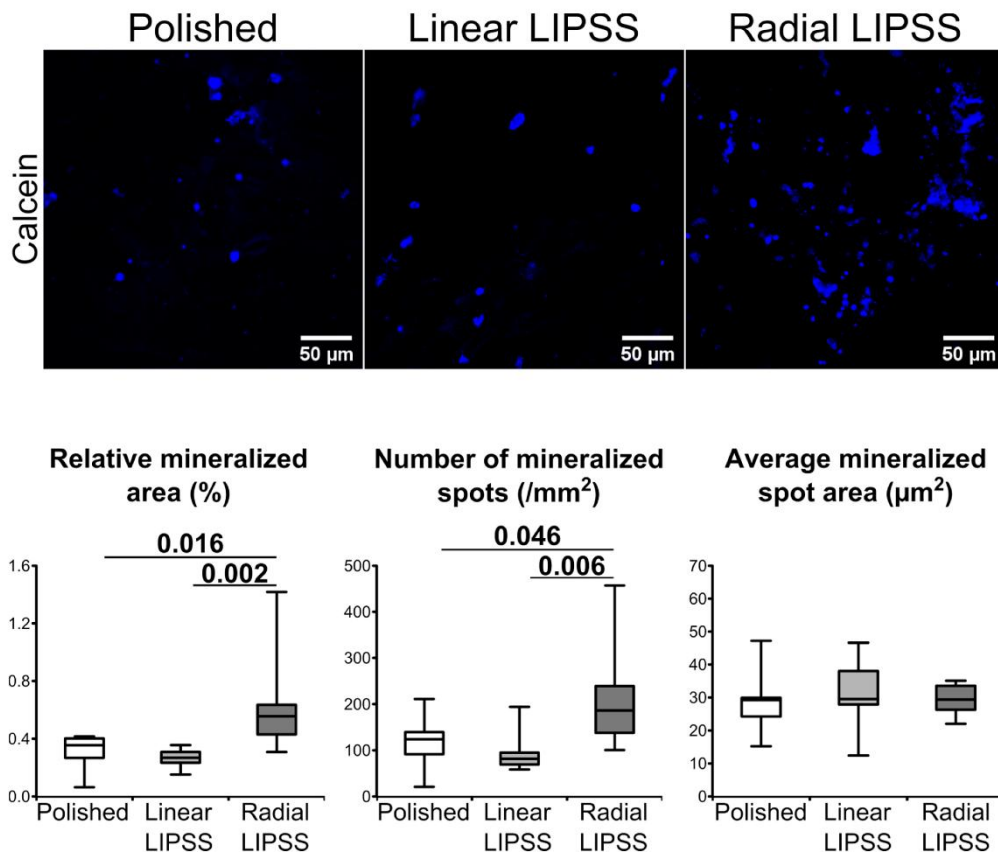 Polished Linear LIPSS Radial LIPSS
Calcein
50 µm 50 µm 50 µm
Relative mineralized
area (%)
0.016
0.002
1.6
1.2
0.8
0.4
0.0
Polished Linear
LIPSS Radial
LIPSS
Number of mineralized
spots (/mm²)
0.046
0.006
500
400
300
200
100
0
Polished Linear
LIPSS Radial
LIPSS
Average mineralized
spot area (µm²)
70
60
50
40
30
20
10
0
Polished Linear
LIPSS Radial
LIPSS